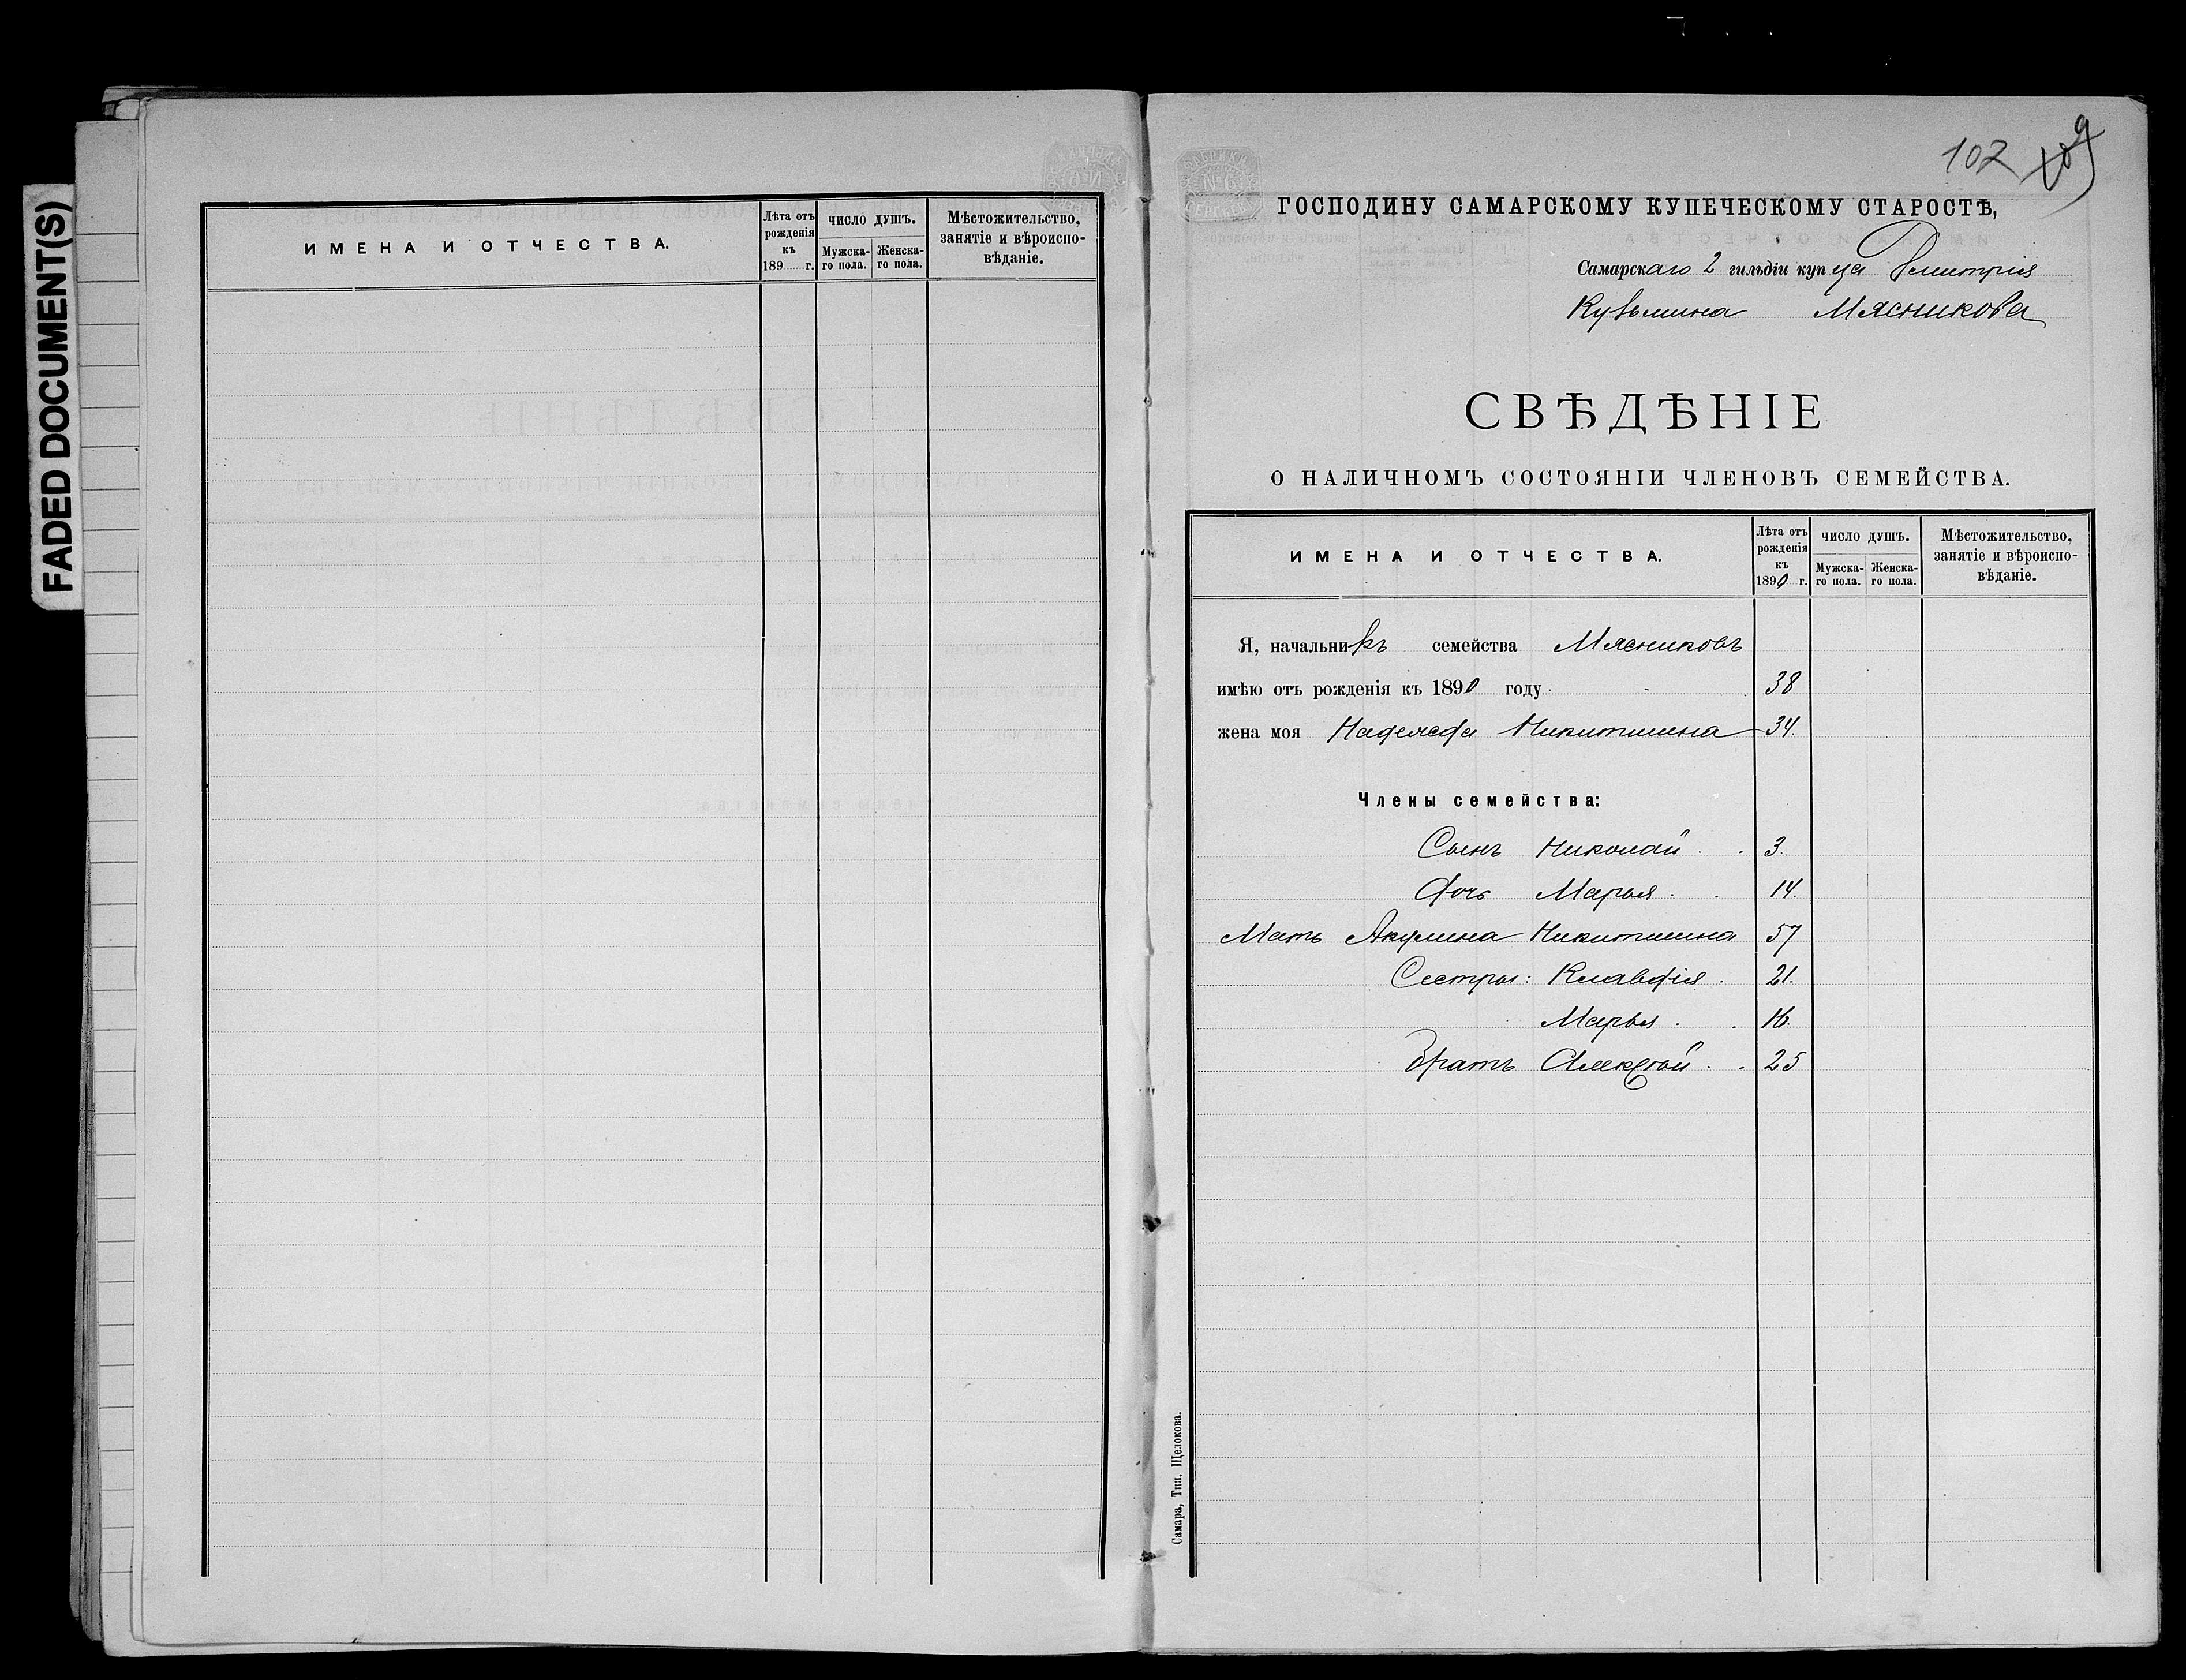 FADED DOCUMENT(S)
ИМЕНА И ОТЧЕСТВА.
Лѣта отъ рожденія къ 189 г.
ЧИСЛО ДУШЪ.
Мужска-го пола.
Женска-го пола.
Мѣстожительство, занятіе и вѣроиспо-вѣданіе.
102 109
ГОСПОДИНУ САМАРСКОМУ КУПЕЧЕСКОМУ СТАРОСТѢ,
Самарскаго 2 гильдіи купца Дмитрія
Кузьмина Мясникова
СВѢДѢНІЕ
О НАЛИЧНОМЪ СОСТОЯНІИ ЧЛЕНОВЪ СЕМЕЙСТВА.
ИМЕНА И ОТЧЕСТВА.
Лѣта отъ рожденія къ 1890 г.
ЧИСЛО ДУШЪ.
Мужска-го пола.
Женска-го пола.
Мѣстожительство, занятіе и вѣроиспо-вѣданіе.
Я, начальникъ семейства Мясниковъ
имѣю отъ рожденія къ 1890 году 38
жена моя Надежда Никитишна 34.
Члены семейства:
Сынъ Николай 3.
Дочь Марья 14.
Мать Акулина Никитишна 57
Сестры: Клавдія 21.
Марья 16.
Братъ Алексѣй 25
Самара, Тип. Щелокова.